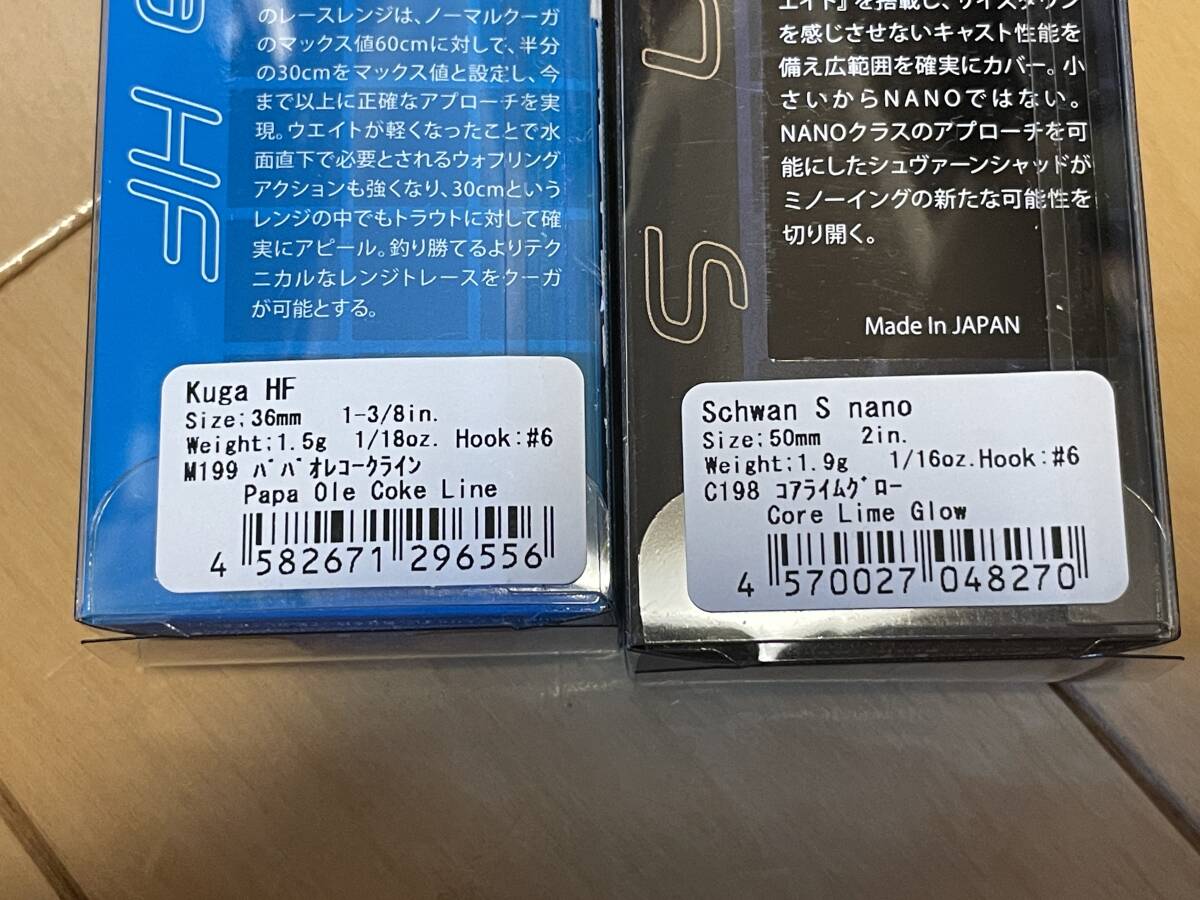 のレースレンジは、ノーマルクーガ
のマックス値60cmに対して、半分
の30cmをマックス値と設定し、今
まで以上に正確なアプローチを実
現。ウエイトが軽くなったことで水
面直下で必要とされるウォブリング
アクションも強くなり、30cmという
レンジの中でもトラウトに対して確
実にアピール。釣り勝てるよりテク
ニカルなレンジトレースをクーガ
が可能とする。
HF
Kuga HF
Size;36mm 1-3/8in.
Weight;1.5g 1/18oz. Hook:#6
M199 パパオレコークライン
Papa Ole Coke Line
4 582671 296556
エイト』を搭載し、サイズダウン
を感じさせないキャスト性能を
備え広範囲を確実にカバー。小
さいからNANOではない。
NANOクラスのアプローチを可
能にしたシュヴァーンシャッドが
ミノーイングの新たな可能性を
切り開く。
S
Made In JAPAN
Schwan S nano
Size;50mm 2in.
Weight;1.9g 1/16oz.Hook:#6
C198 コアライムグロー
Core Lime Glow
4 570027 048270